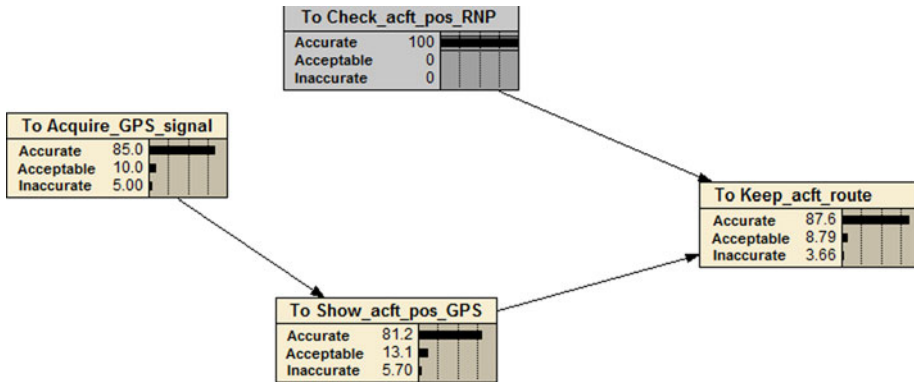 To Check_acft_pos_RNP
Accurate 100
Acceptable 0
Inaccurate 0
To Acquire_GPS_signal
Accurate 85.0
Acceptable 10.0
Inaccurate 5.00
To Keep_acft_route
Accurate 87.6
Acceptable 8.79
Inaccurate 3.66
To Show_acft_pos_GPS
Accurate 81.2
Acceptable 13.1
Inaccurate 5.70